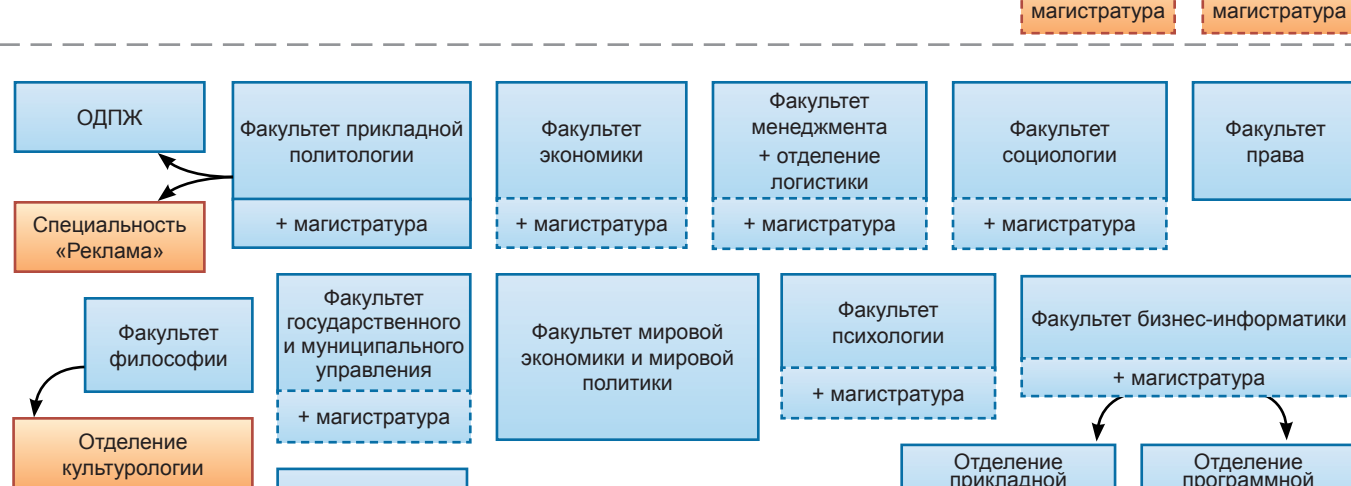 магистратура
магистратура
ОДПЖ
Специальность
«Реклама»
Факультет прикладной
политологии
+ магистратура
Факультет
экономики
+ магистратура
Факультет
менеджмента
+ отделение
логистики
+ магистратура
Факультет
социологии
+ магистратура
Факультет
права
Факультет
философии
Отделение
культурологии
Факультет
государственного
и муниципального
управления
+ магистратура
Факультет мировой
экономики и мировой
политики
Факультет
психологии
+ магистратура
Факультет бизнес-информатики
+ магистратура
Отделение
прикладной
Отделение
программной